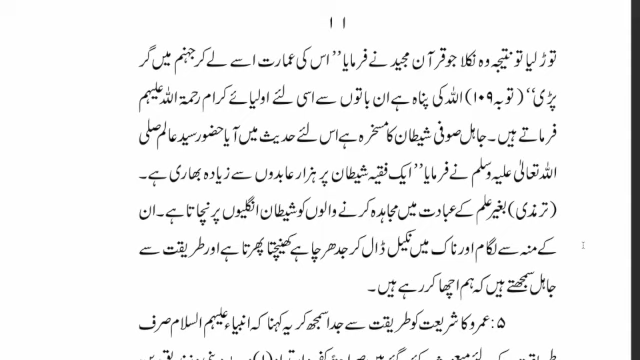 ۱۱
توڑ لیا تو نتیجہ وہ نکلا جو قرآن مجید نے فرمایا ’’اس کی عمارت اسے لے کر جہنم میں گر
پڑی‘‘ (توبہ ۱۰۹) اللہ کی پناہ ہے ان باتوں سے اسی لئے اولیائے کرام رحمۃ اللہ علیہم
فرماتے ہیں۔ جاہل صوفی شیطان کا مسخرہ ہے اس لئے حدیث میں آیا حضور سید عالم صلی
اللہ تعالیٰ علیہ وسلم نے فرمایا ’’ایک فقیہ شیطان پر ہزار عابدوں سے زیادہ بھاری ہے۔
(ترمذی) بغیر علم کے عبادت میں مجاہدہ کرنے والوں کو شیطان انگلیوں پر نچاتا ہے۔ ان
کے منہ سے لگام اور ناک میں نکیل ڈال کر جدھر چاہے کھینچتا پھرتا ہے اور طریقت سے
جاہل سمجھتے ہیں کہ ہم اچھا کر رہے ہیں۔
۵: عمرو کا شریعت کو طریقت سے جدا سمجھ کر یہ کہنا کہ انبیاء علیہم السلام صرف